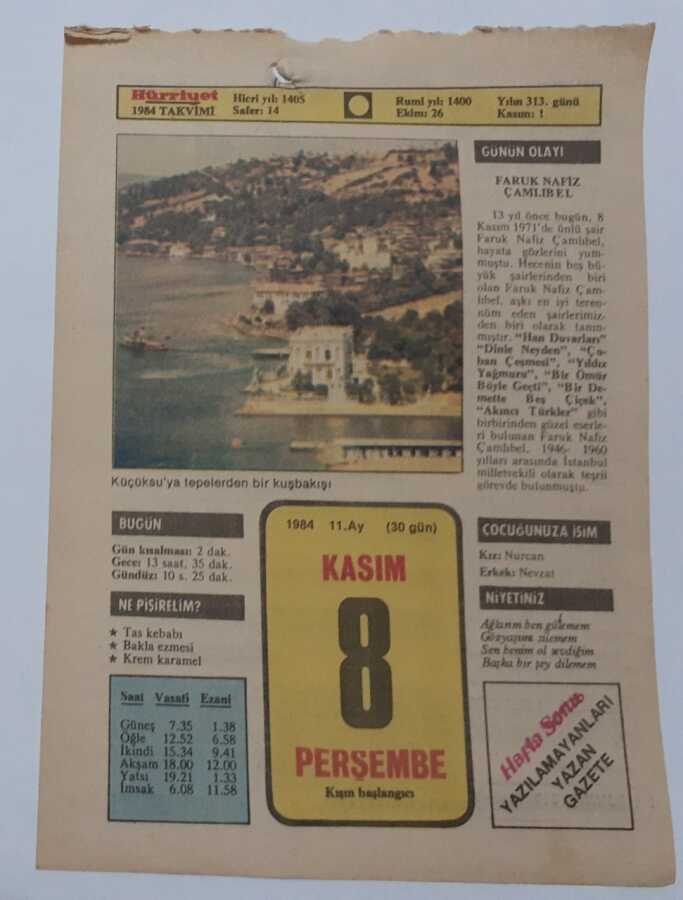 Hürriyet
1984 TAKVİMİ
Hicri yıl: 1405
Safer: 14
Rumi yıl: 1400
Ekim: 26
Yılın 313. günü
Kasım: 1
GÜNÜN OLAYI
FARUK NAFİZ
ÇAMLIBEL
13 yıl önce bugün, 8
Kasım 1971'de ünlü şair
Faruk Nafiz Çamlıbel,
hayata gözlerini yum-
muştu. Hecenin beş bü-
yük şairlerinden biri
olan Faruk Nafiz Çam-
lıbel, aşkı en iyi teren-
nüm eden şairlerimiz-
den biri olarak tanın-
mıştır. "Han Duvarları"
"Dinle Neyden", "Ço-
ban Çeşmesi", "Yıldız
Yağmuru", "Bir Ömür
Böyle Geçti", "Bir De-
mette Beş Çiçek",
"Akıncı Türkler" gibi
birbirinden güzel eserle-
ri bulunan Faruk Nafiz
Çamlıbel, 1946- 1960
yılları arasında İstanbul
milletvekili olarak teşrii
görevde bulunmuştu.
Küçüksu'ya tepelerden bir kuşbakışı
BUGÜN
Gün kısalması: 2 dak.
Gece: 13 saat, 35 dak.
Gündüz: 10 s. 25 dak.
NE PİŞİRELİM?
★ Tas kebabı
★ Bakla ezmesi
★ Krem karamel
Saat Vasati Ezani
Güneş 7.35 1.38
Öğle 12.52 6.58
İkindi 15.34 9,41
Akşam 18.00 12.00
Yatsı 19.21 1.33
İmsak 6.08 11.58
1984 11.Ay (30 gün)
KASIM
8
PERŞEMBE
Kışın başlangıcı
ÇOCUĞUNUZA İSİM
Kız: Nurcan
Erkek: Nevzat
NİYETİNİZ
Ağlarım ben gülemem
Gözyaşımı silemem
Sen benim ol sevdiğim
Başka bir şey dilemem
Hafta Sonu
YAZILAMAYANLARI
YAZAN
GAZETE